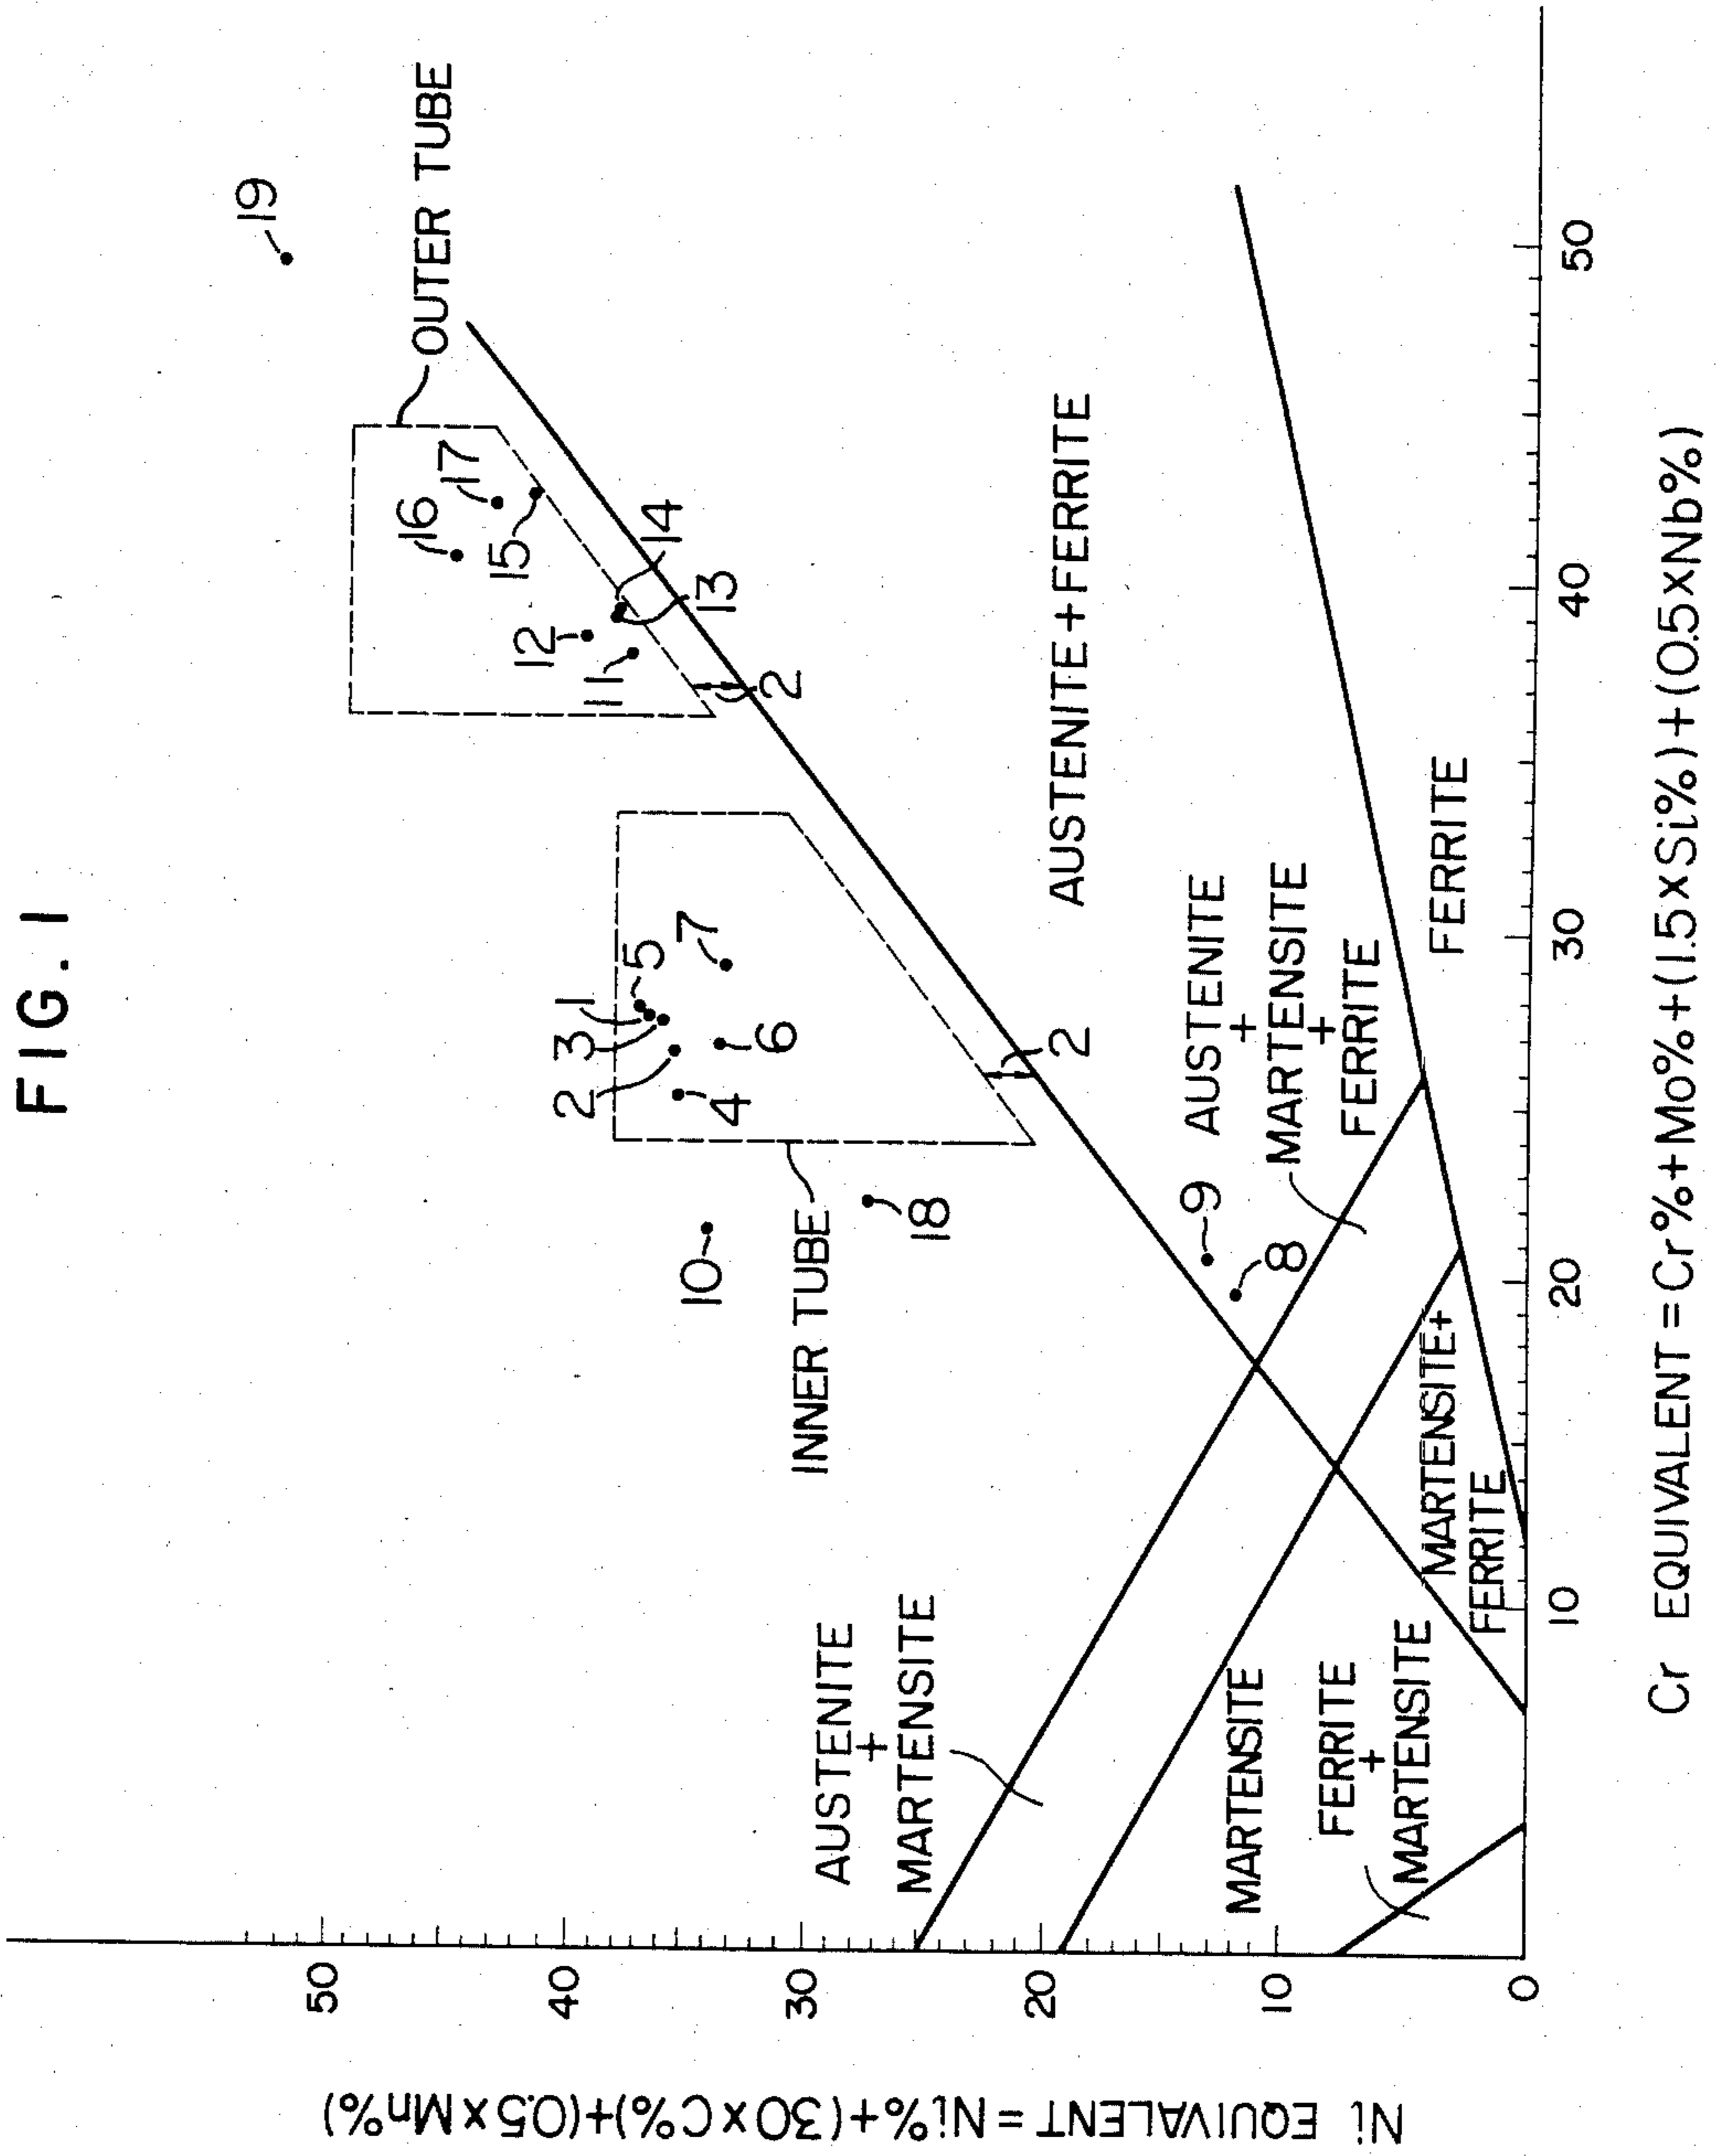 FIG. 1
Ni EQUIVALENT = Ni% + (30 x C%) + (0.5 x Mn%)
50
40
30
20
10
0
10
20
30
40
50
Cr EQUIVALENT = Cr% + Mo% + (1.5 x Si%) + (0.5 x Nb%)
19
OUTER TUBE
16
17
15
14
12
13
11
2
1
5
3
7
2
6
4
2
10
18
INNER TUBE
AUSTENITE + FERRITE
9
8
AUSTENITE
+
MARTENSITE
+
FERRITE
AUSTENITE
+
MARTENSITE
MARTENSITE
FERRITE
+
MARTENSITE
MARTENSITE+
FERRITE
FERRITE